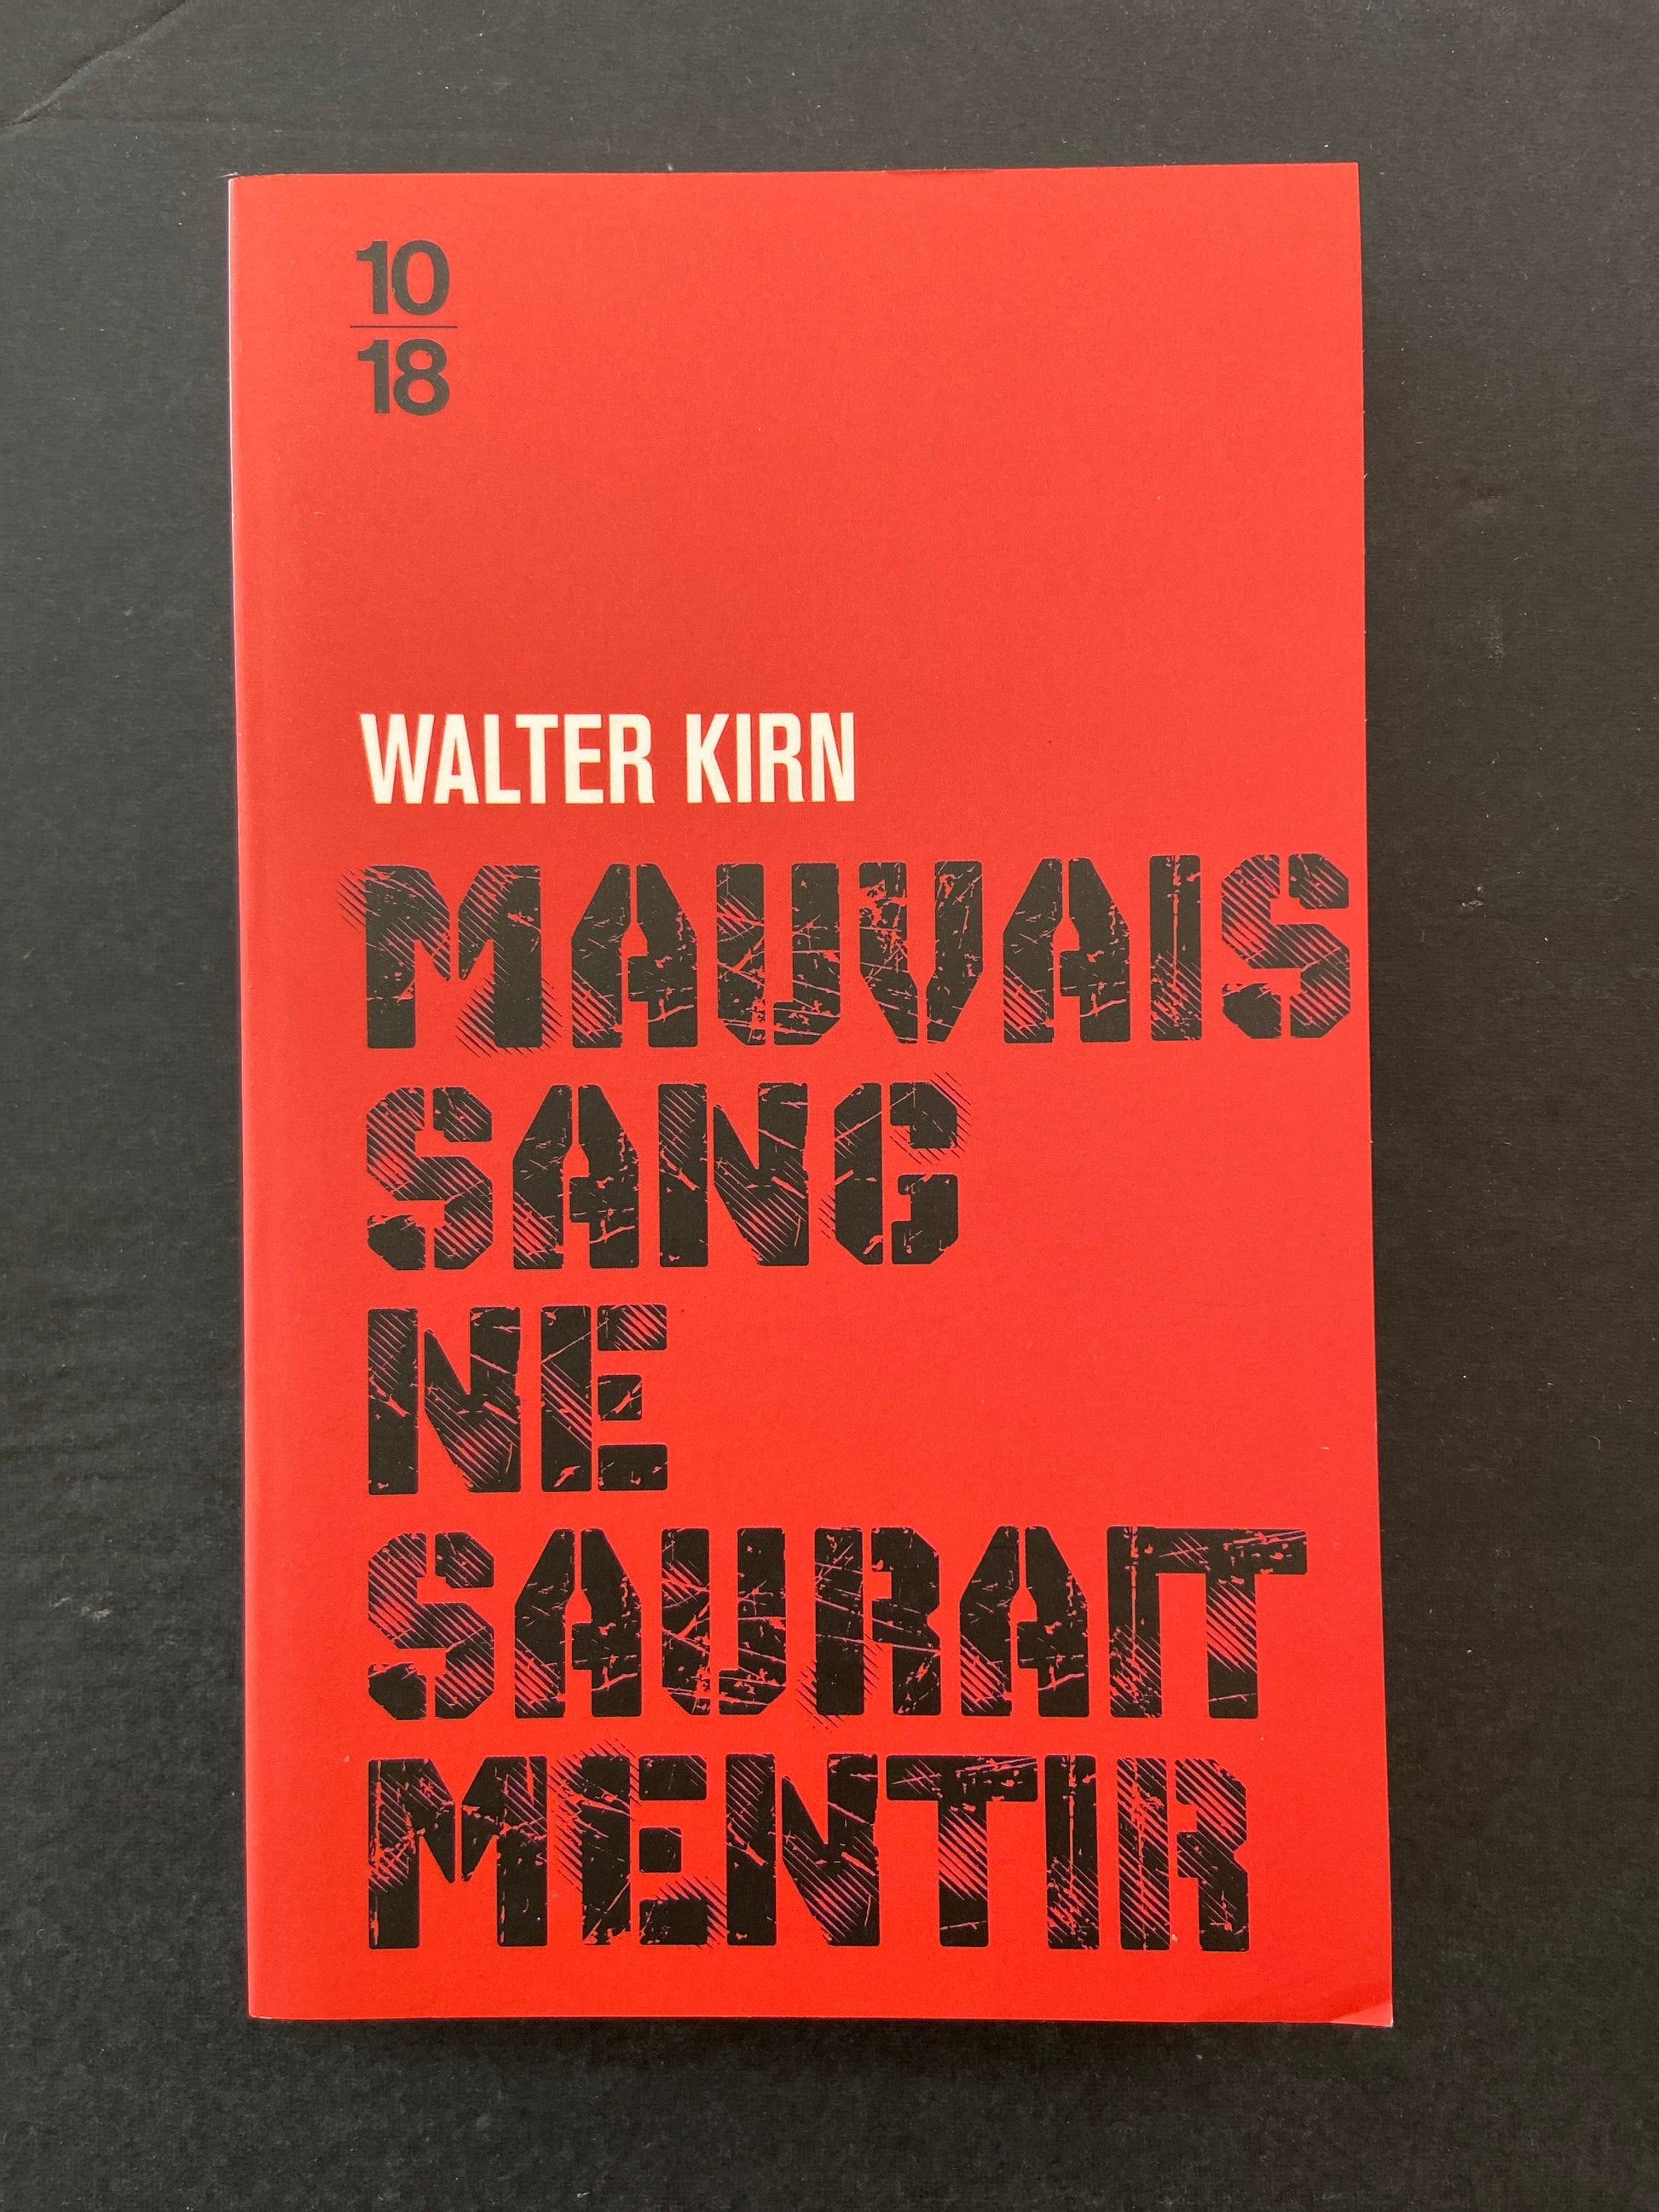 10
18
WALTER KIRN
MAUVAIS
SANG
NE
SAURAIT
MENTIR